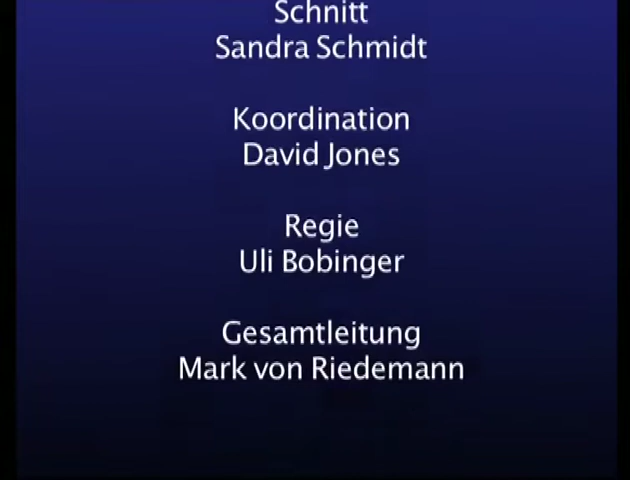 Schnitt
Sandra Schmidt
Koordination
David Jones
Regie
Uli Bobinger
Gesamtleitung
Mark von Riedemann